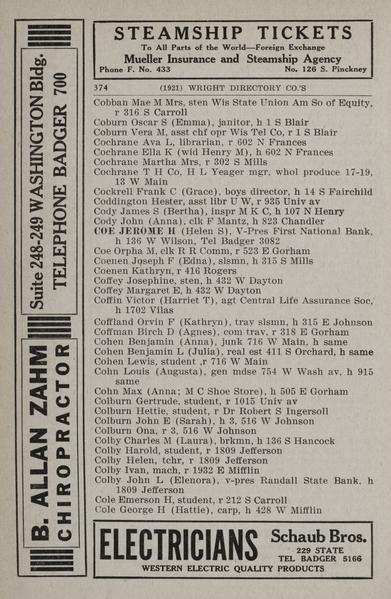 STEAMSHIP TICKETS
To All Parts of the World—Foreign Exchange
Mueller Insurance and Steamship Agency
Phone F. No. 433 No. 126 S. Pinckney
374 (1921) WRIGHT DIRECTORY CO.'S
Cobban Mae M Mrs, sten Wis State Union Am So of Equity,
r 316 S Carroll
Coburn Oscar S (Emma), janitor, h 1 S Blair
Coburn Vera M, asst chf opr Wis Tel Co, r 1 S Blair
Cochrane Ava L, librarian, r 602 N Frances
Cochrane Ella K (wid Henry M), h 602 N Frances
Cochrane Martha Mrs, r 302 S Mills
Cochrane T H Co, H L Yeager mgr, whol produce 17-19,
13 W Main
Cockrell Frank C (Grace), boys director, h 14 S Fairchild
Coddington Hester, asst libr U W, r 935 Univ av
Cody James S (Bertha), inspr M K C, h 107 N Henry
Cody John (Anna), clk F Mantz, h 823 Chandler
COE JEROME H (Helen S), V-Pres First National Bank,
h 136 W Wilson, Tel Badger 3082
Coe Orpha M, clk R R Comm, r 523 E Gorham
Coenen Joseph F (Edna), slsmn, h 315 S Mills
Coenen Kathryn, r 416 Rogers
Coffey Josephine, sten, h 432 W Dayton
Coffey Margaret E, h 432 W Dayton
Coffin Victor (Harriet T), agt Central Life Assurance Soc,
h 1702 Vilas
Coffland Orvin F (Kathryn), trav slsmn, h 315 E Johnson
Coffman Birch D (Agnes), com trav, r 318 E Gorham
Cohen Benjamin (Anna), junk 716 W Main, h same
Cohen Benjamin L (Julia), real est 411 S Orchard, h same
Cohen Lewis, student ,r 716 W Main
Cohn Louis (Augusta), gen mdse 754 W Wash av, h 915
same
Cohn Max (Anna; M C Shoe Store), h 505 E Gorham
Colburn Gertrude, student, r 1015 Univ av
Colburn Hettie, student, r Dr Robert S Ingersoll
Colburn John E (Sarah), h 3, 516 W Johnson
Colburn Ona, r 3, 516 W Johnson
Colby Charles M (Laura), brkmn, h 136 S Hancock
Colby Harold, student, r 1809 Jefferson
Colby Helen, tchr, r 1809 Jefferson
Colby Ivan, mach, r 1932 E Mifflin
Colby John L (Elenora), v-pres Randall State Bank, h
1809 Jefferson
Cole Emerson H, student, r 212 S Carroll
Cole George H (Hattie), carp, h 428 W Mifflin
B. ALLAN ZAHM
CHIROPRACTOR
Suite 248-249 WASHINGTON Bldg.
TELEPHONE BADGER 700
ELECTRICIANS Schaub Bros.
229 STATE
TEL BADGER 5166
WESTERN ELECTRIC QUALITY PRODUCTS